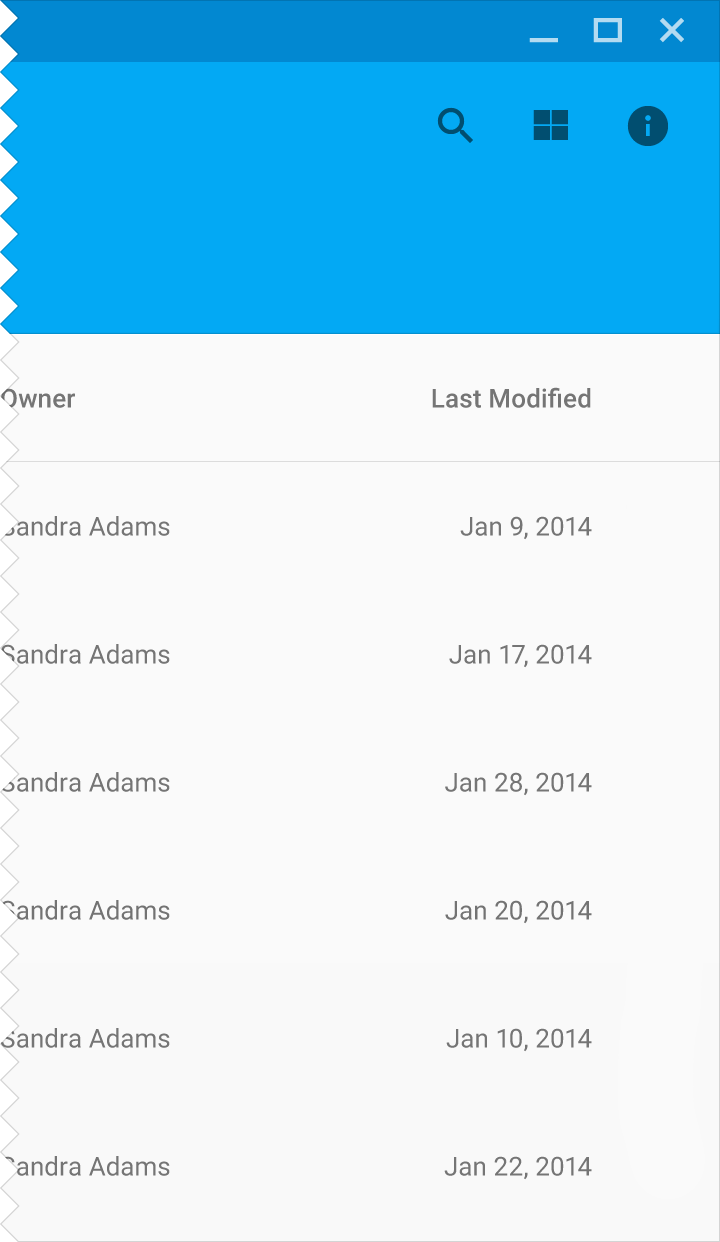 Owner Last Modified
Sandra Adams Jan 9, 2014
Sandra Adams Jan 17, 2014
Sandra Adams Jan 28, 2014
Sandra Adams Jan 20, 2014
Sandra Adams Jan 10, 2014
Sandra Adams Jan 22, 2014